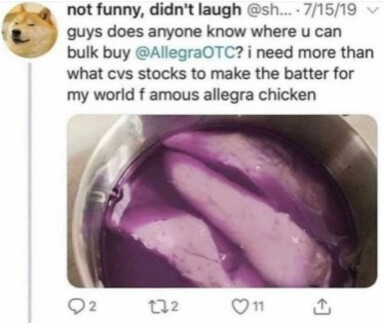 not funny, didn't laugh @sh... · 7/15/19
guys does anyone know where u can
bulk buy @AllegraOTC? i need more than
what cvs stocks to make the batter for
my world f amous allegra chicken
2 2 11